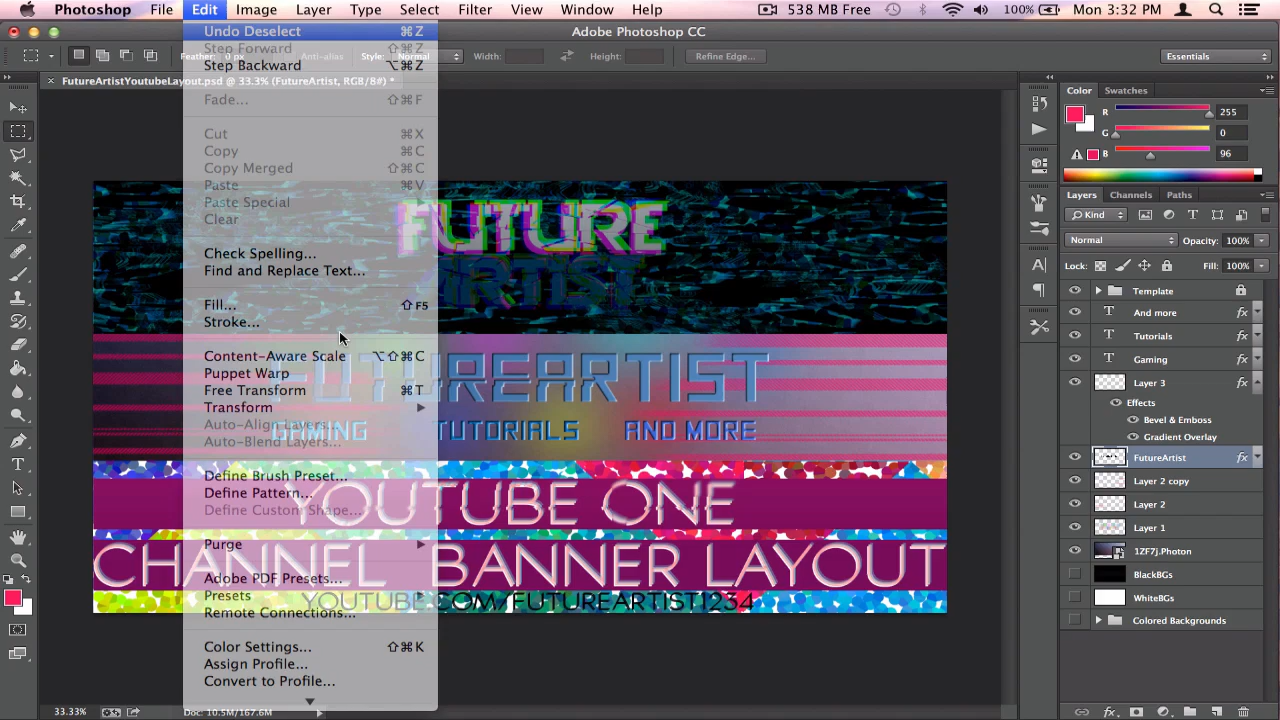 Photoshop File Edit Image Layer Type Select Filter View Window Help 538 MB Free 100% Mon 3:32 PM
Adobe Photoshop CC
Feather: 0 px Anti-alias Style: Width: Height: Refine Edge... Essentials
× FutureArtistYoutubeLayout.psd @ 33.3% (FutureArtist, RGB/8#) *
Undo Deselect ⌘Z
Step Forward ⇧⌘Z
Step Backward ⌥⌘Z
Fade... ⇧⌘F
Cut ⌘X
Copy ⌘C
Copy Merged ⇧⌘C
Paste ⌘V
Paste Special
Clear
Check Spelling...
Find and Replace Text...
Fill... ⇧F5
Stroke...
Content-Aware Scale ⌥⇧⌘C
Puppet Warp
Free Transform ⌘T
Transform
Auto-Align Layers...
Auto-Blend Layers...
Define Brush Preset...
Define Pattern...
Define Custom Shape...
Purge
Adobe PDF Presets...
Presets
Remote Connections...
Color Settings... ⇧⌘K
Assign Profile...
Convert to Profile...
FUTURE
ARTIST
FUTUREARTIST
GAMING TUTORIALS AND MORE
YOUTUBE ONE
CHANNEL BANNER LAYOUT
YOUTUBE.COM/FUTUREARTIST1234
33.33% Doc: 10.5M/167.6M
Color Swatches
R 255
G 0
B 96
Layers Channels Paths
Kind
Normal Opacity: 100%
Lock: Fill: 100%
Template
T And more fx
T Tutorials fx
T Gaming fx
Layer 3 fx
Effects
Bevel & Emboss
Gradient Overlay
FutureArtist fx
Layer 2 copy
Layer 2
Layer 1
1ZF7j.Photon
BlackBGs
WhiteBGs
Colored Backgrounds
fx